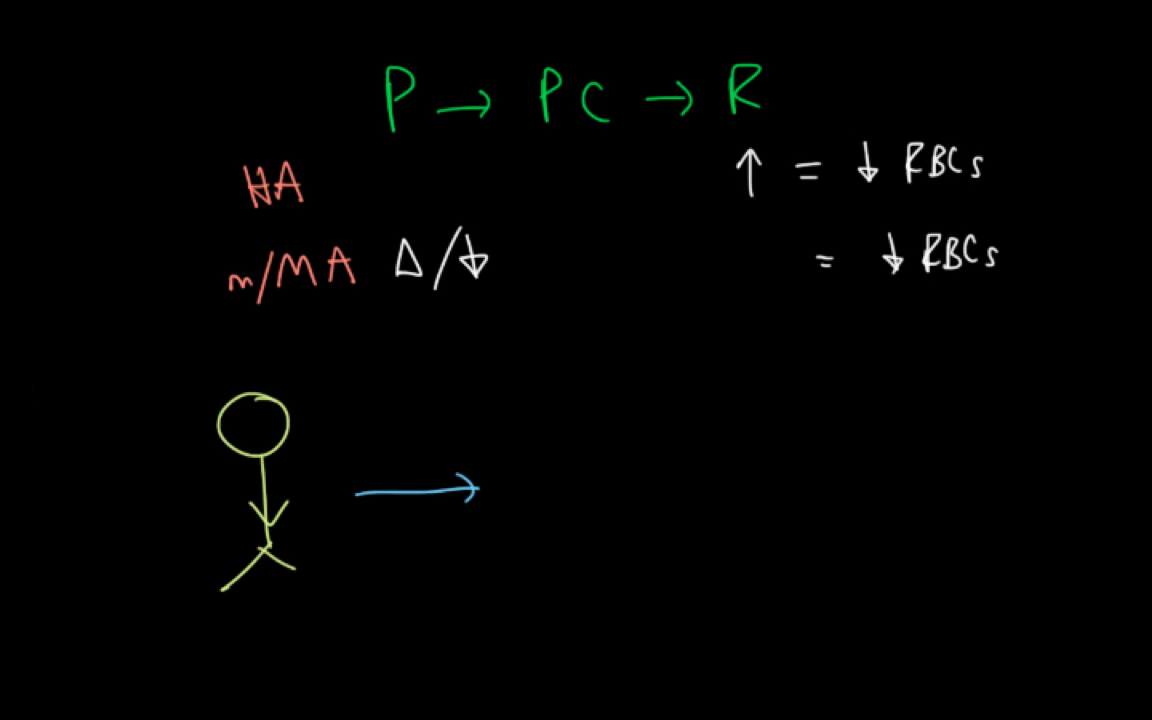 P → PC → R
HA ↑ = ↓ RBCs
m/MA Δ/↓ = ↓ RBCs